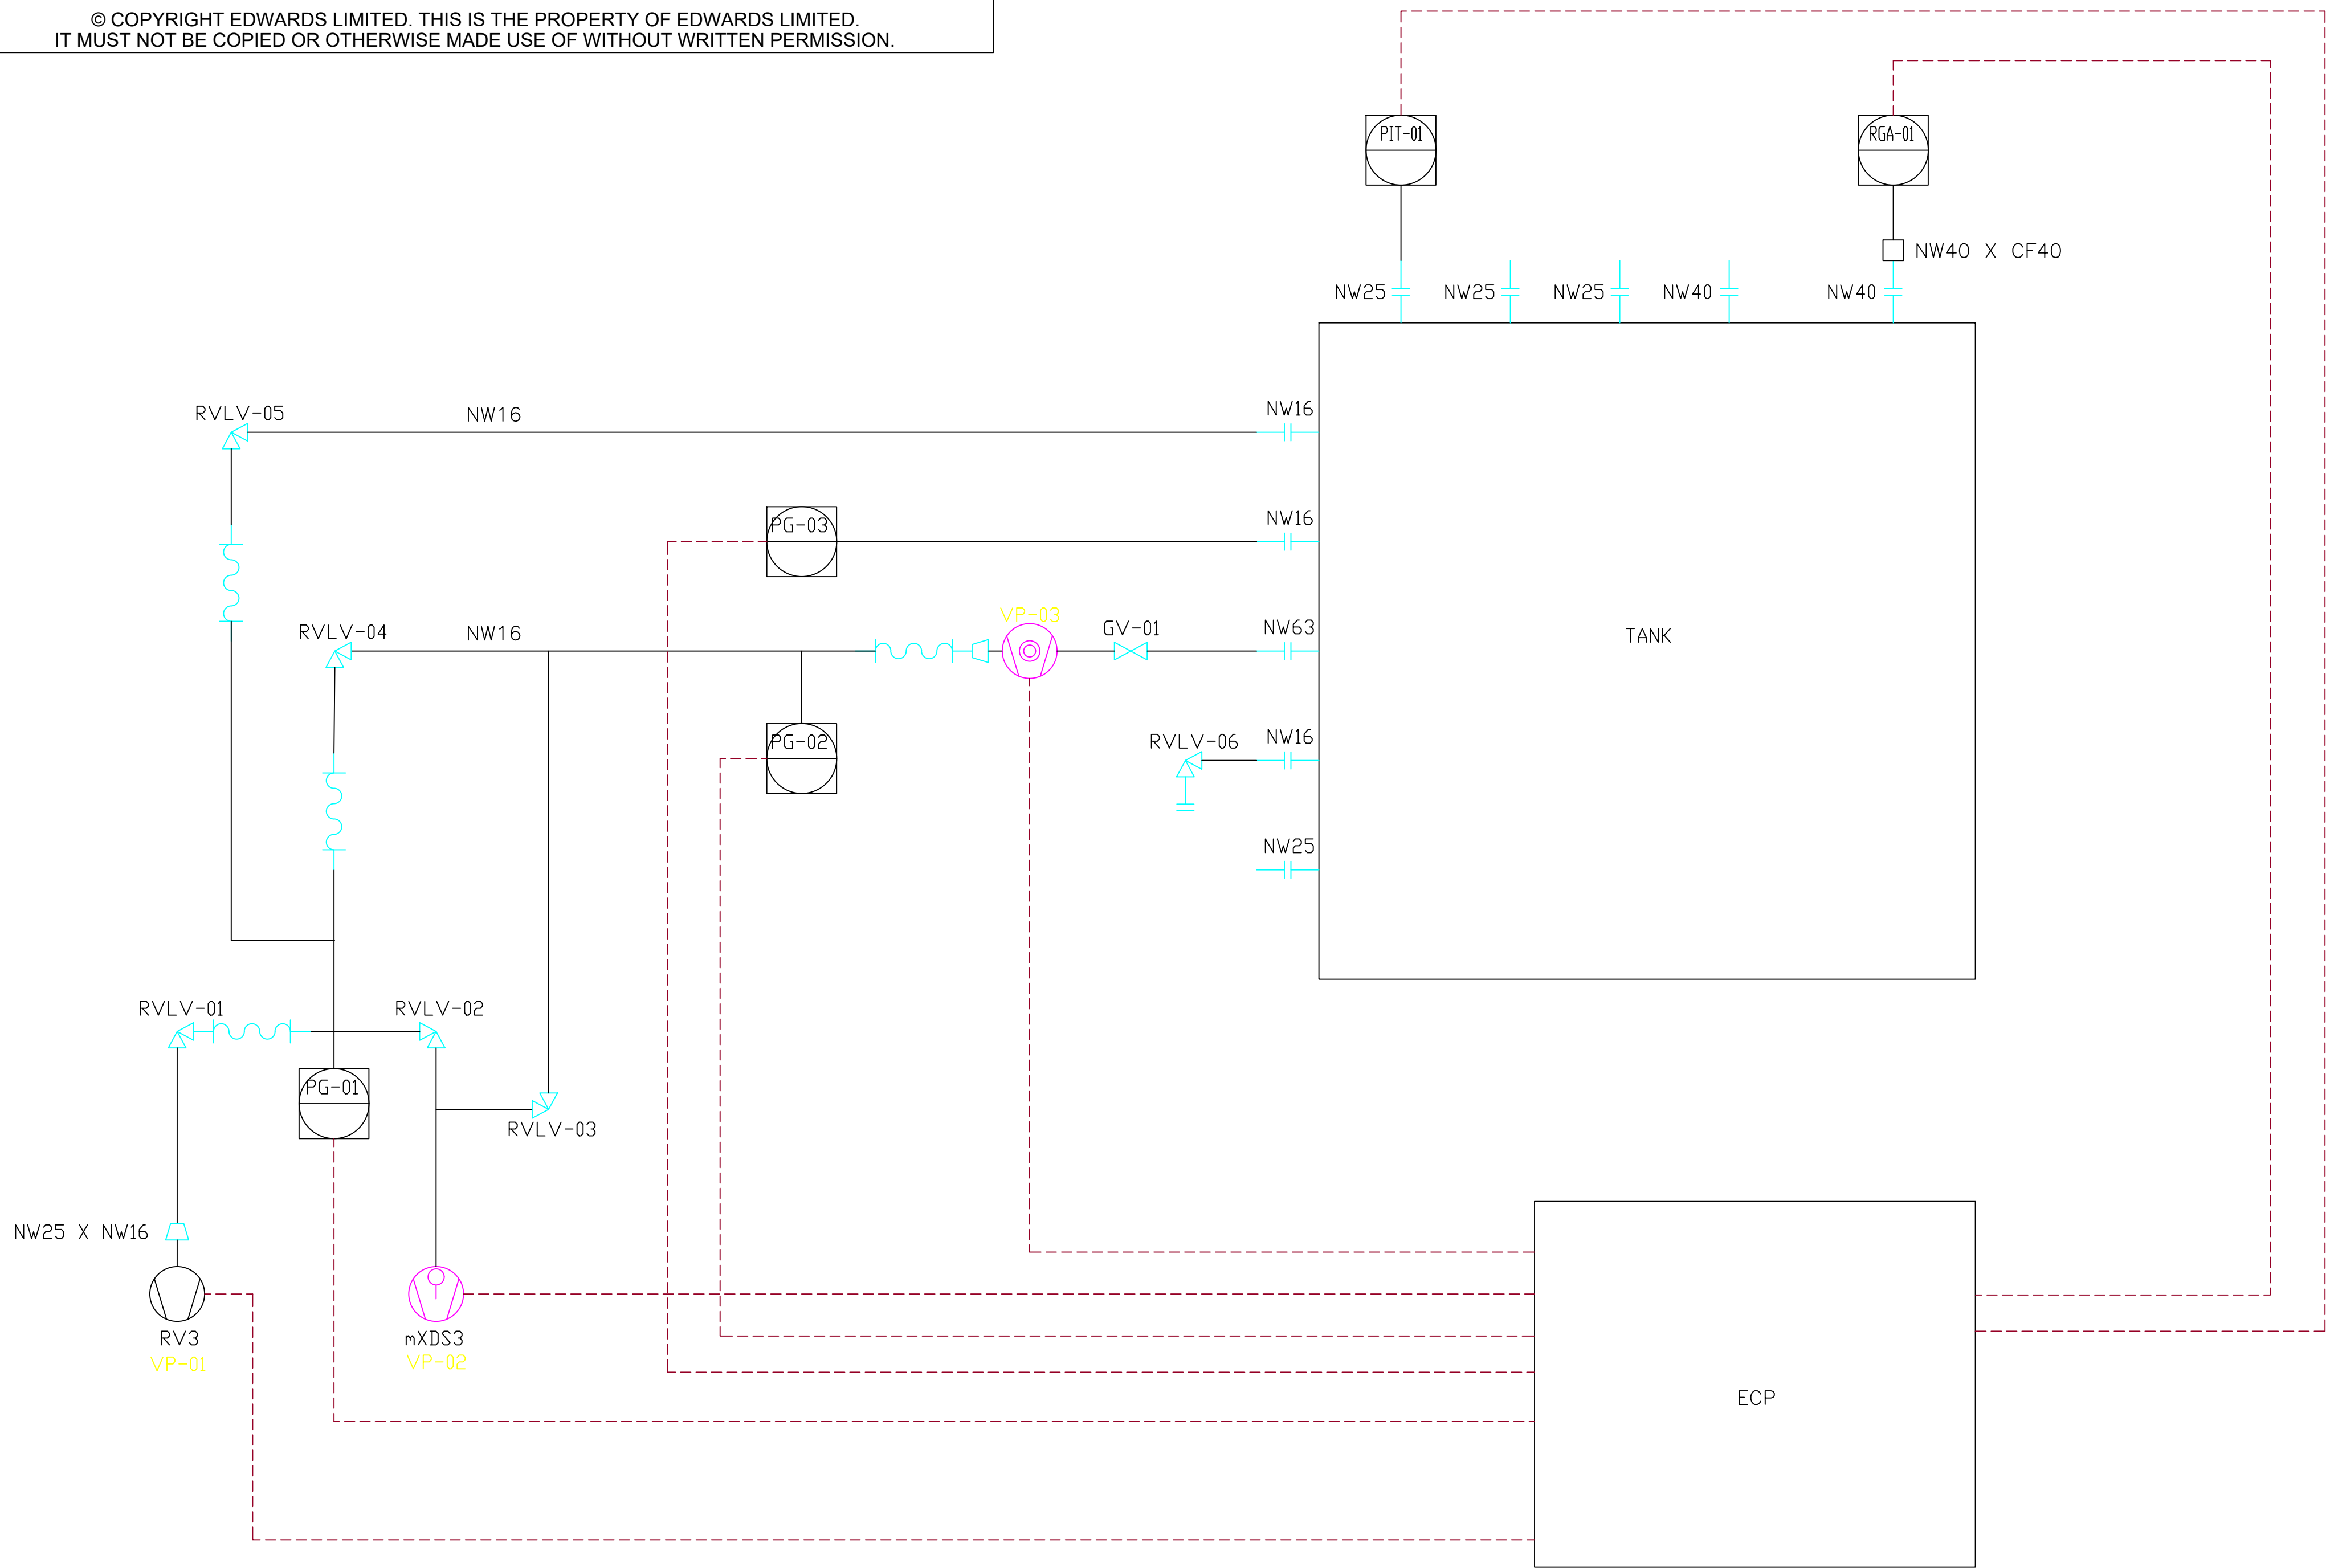 © COPYRIGHT EDWARDS LIMITED. THIS IS THE PROPERTY OF EDWARDS LIMITED.
IT MUST NOT BE COPIED OR OTHERWISE MADE USE OF WITHOUT WRITTEN PERMISSION.
PIT-01
RGA-01
NW40 X CF40
NW25
NW25
NW25
NW40
NW40
RVLV-05
NW16
NW16
PG-03
NW16
RVLV-04
NW16
VP-03
GV-01
NW63
TANK
PG-02
RVLV-06
NW16
NW25
RVLV-01
RVLV-02
PG-01
RVLV-03
NW25 X NW16
RV3
VP-01
mXDS3
VP-02
ECP